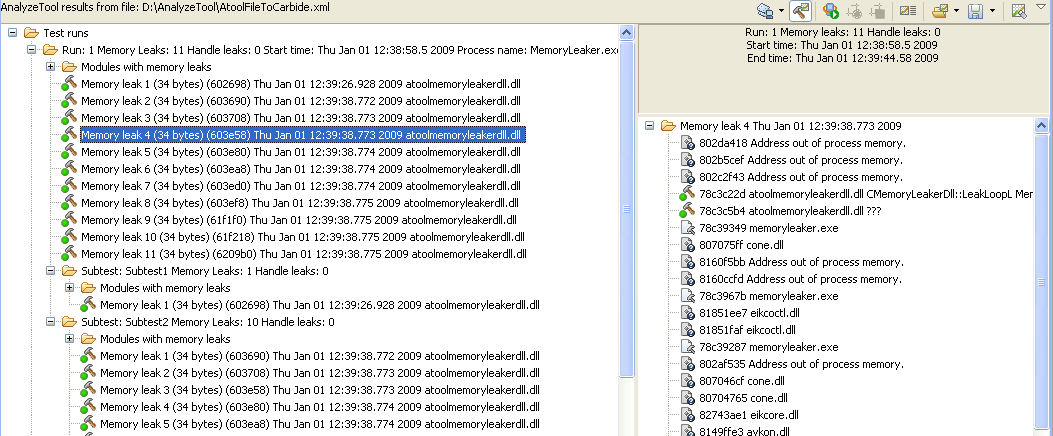 AnalyzeTool results from file: D:\AnalyzeTool\AtoolFileToCarbide.xml
Test runs
Run: 1 Memory Leaks: 11 Handle leaks: 0 Start time: Thu Jan 01 12:38:58.5 2009 Process name: MemoryLeaker.exe
Modules with memory leaks
Memory leak 1 (34 bytes) (602698) Thu Jan 01 12:39:26.928 2009 atoolmemoryleakerdll.dll
Memory leak 2 (34 bytes) (603690) Thu Jan 01 12:39:38.772 2009 atoolmemoryleakerdll.dll
Memory leak 3 (34 bytes) (603708) Thu Jan 01 12:39:38.773 2009 atoolmemoryleakerdll.dll
Memory leak 4 (34 bytes) (603e58) Thu Jan 01 12:39:38.773 2009 atoolmemoryleakerdll.dll
Memory leak 5 (34 bytes) (603e80) Thu Jan 01 12:39:38.774 2009 atoolmemoryleakerdll.dll
Memory leak 6 (34 bytes) (603ea8) Thu Jan 01 12:39:38.774 2009 atoolmemoryleakerdll.dll
Memory leak 7 (34 bytes) (603ed0) Thu Jan 01 12:39:38.774 2009 atoolmemoryleakerdll.dll
Memory leak 8 (34 bytes) (603ef8) Thu Jan 01 12:39:38.775 2009 atoolmemoryleakerdll.dll
Memory leak 9 (34 bytes) (61f1f0) Thu Jan 01 12:39:38.775 2009 atoolmemoryleakerdll.dll
Memory leak 10 (34 bytes) (61f218) Thu Jan 01 12:39:38.775 2009 atoolmemoryleakerdll.dll
Memory leak 11 (34 bytes) (6209b0) Thu Jan 01 12:39:38.775 2009 atoolmemoryleakerdll.dll
Subtest: Subtest1 Memory Leaks: 1 Handle leaks: 0
Modules with memory leaks
Memory leak 1 (34 bytes) (602698) Thu Jan 01 12:39:26.928 2009 atoolmemoryleakerdll.dll
Subtest: Subtest2 Memory Leaks: 10 Handle leaks: 0
Modules with memory leaks
Memory leak 1 (34 bytes) (603690) Thu Jan 01 12:39:38.772 2009 atoolmemoryleakerdll.dll
Memory leak 2 (34 bytes) (603708) Thu Jan 01 12:39:38.773 2009 atoolmemoryleakerdll.dll
Memory leak 3 (34 bytes) (603e58) Thu Jan 01 12:39:38.773 2009 atoolmemoryleakerdll.dll
Memory leak 4 (34 bytes) (603e80) Thu Jan 01 12:39:38.774 2009 atoolmemoryleakerdll.dll
Memory leak 5 (34 bytes) (603ea8) Thu Jan 01 12:39:38.774 2009 atoolmemoryleakerdll.dll
Run: 1 Memory Leaks: 11 Handle leaks: 0
Start time: Thu Jan 01 12:38:58.5 2009
End time: Thu Jan 01 12:39:44.58 2009
Memory leak 4 Thu Jan 01 12:39:38.773 2009
802da418 Address out of process memory.
802b5cef Address out of process memory.
802c2f43 Address out of process memory.
78c3c22d atoolmemoryleakerdll.dll CMemoryLeakerDll::LeakLoopL Mer
78c3c5b4 atoolmemoryleakerdll.dll ???
78c39349 memoryleaker.exe
807075ff cone.dll
8160f5bb Address out of process memory.
8160ccfd Address out of process memory.
78c3967b memoryleaker.exe
81851ee7 eikcoctl.dll
81851faf eikcoctl.dll
78c39287 memoryleaker.exe
802af535 Address out of process memory.
807046cf cone.dll
80704765 cone.dll
82743ae1 eikcore.dll
8149ffe3 avkon.dll